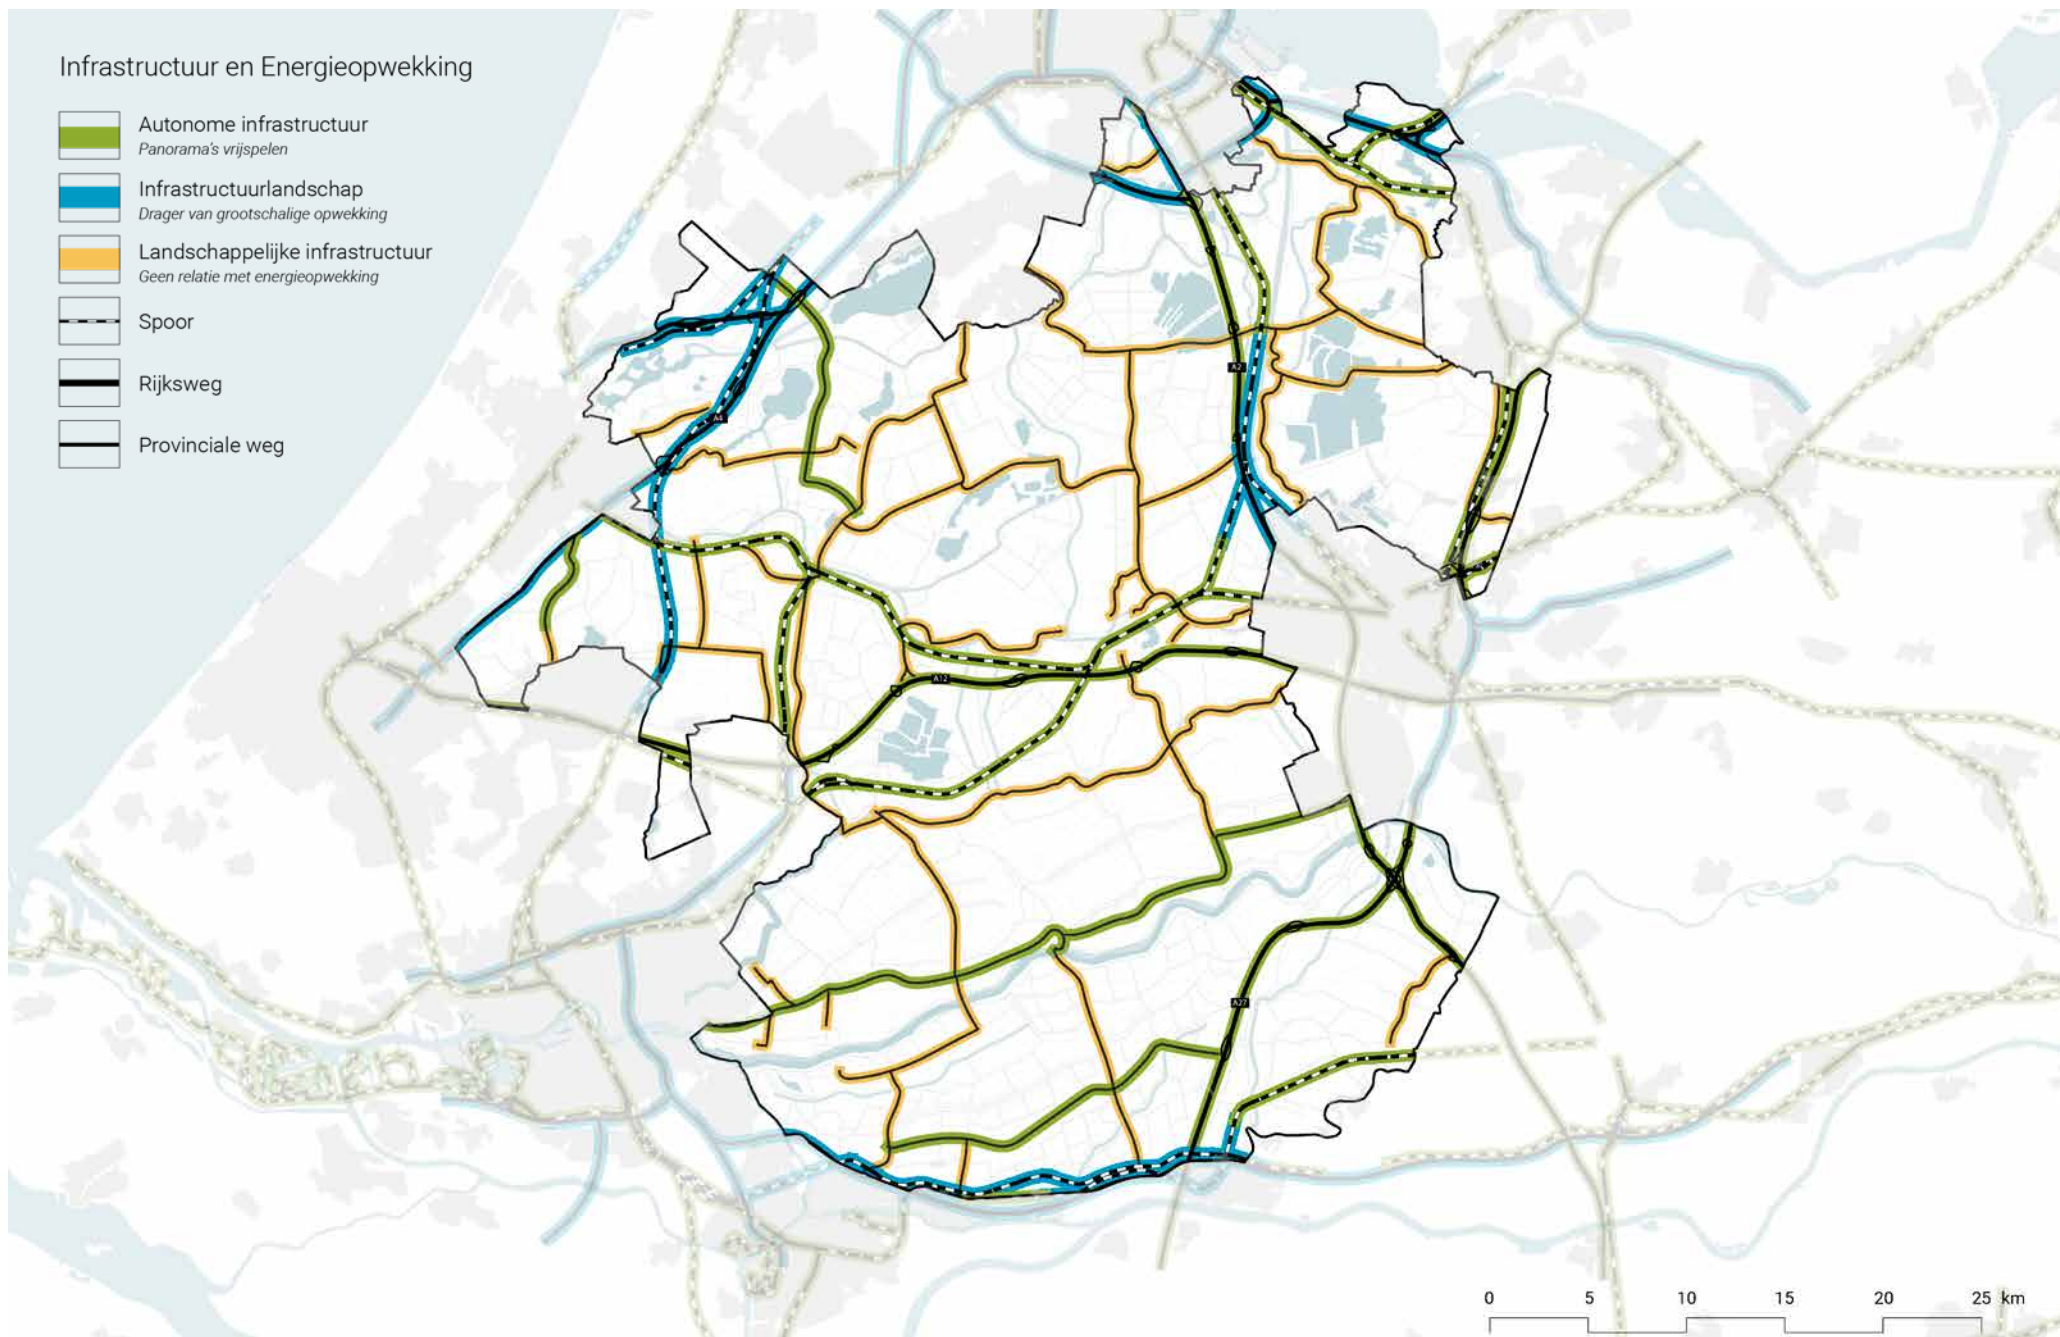 Infrastructuur en Energieopwekking
Autonome infrastructuur
Panorama's vrijspelen
Infrastructuurlandschap
Drager van grootschalige opwekking
Landschappelijke infrastructuur
Geen relatie met energieopwekking
Spoor
Rijksweg
Provinciale weg
A2
A4
A12
A27
0 5 10 15 20 25 km